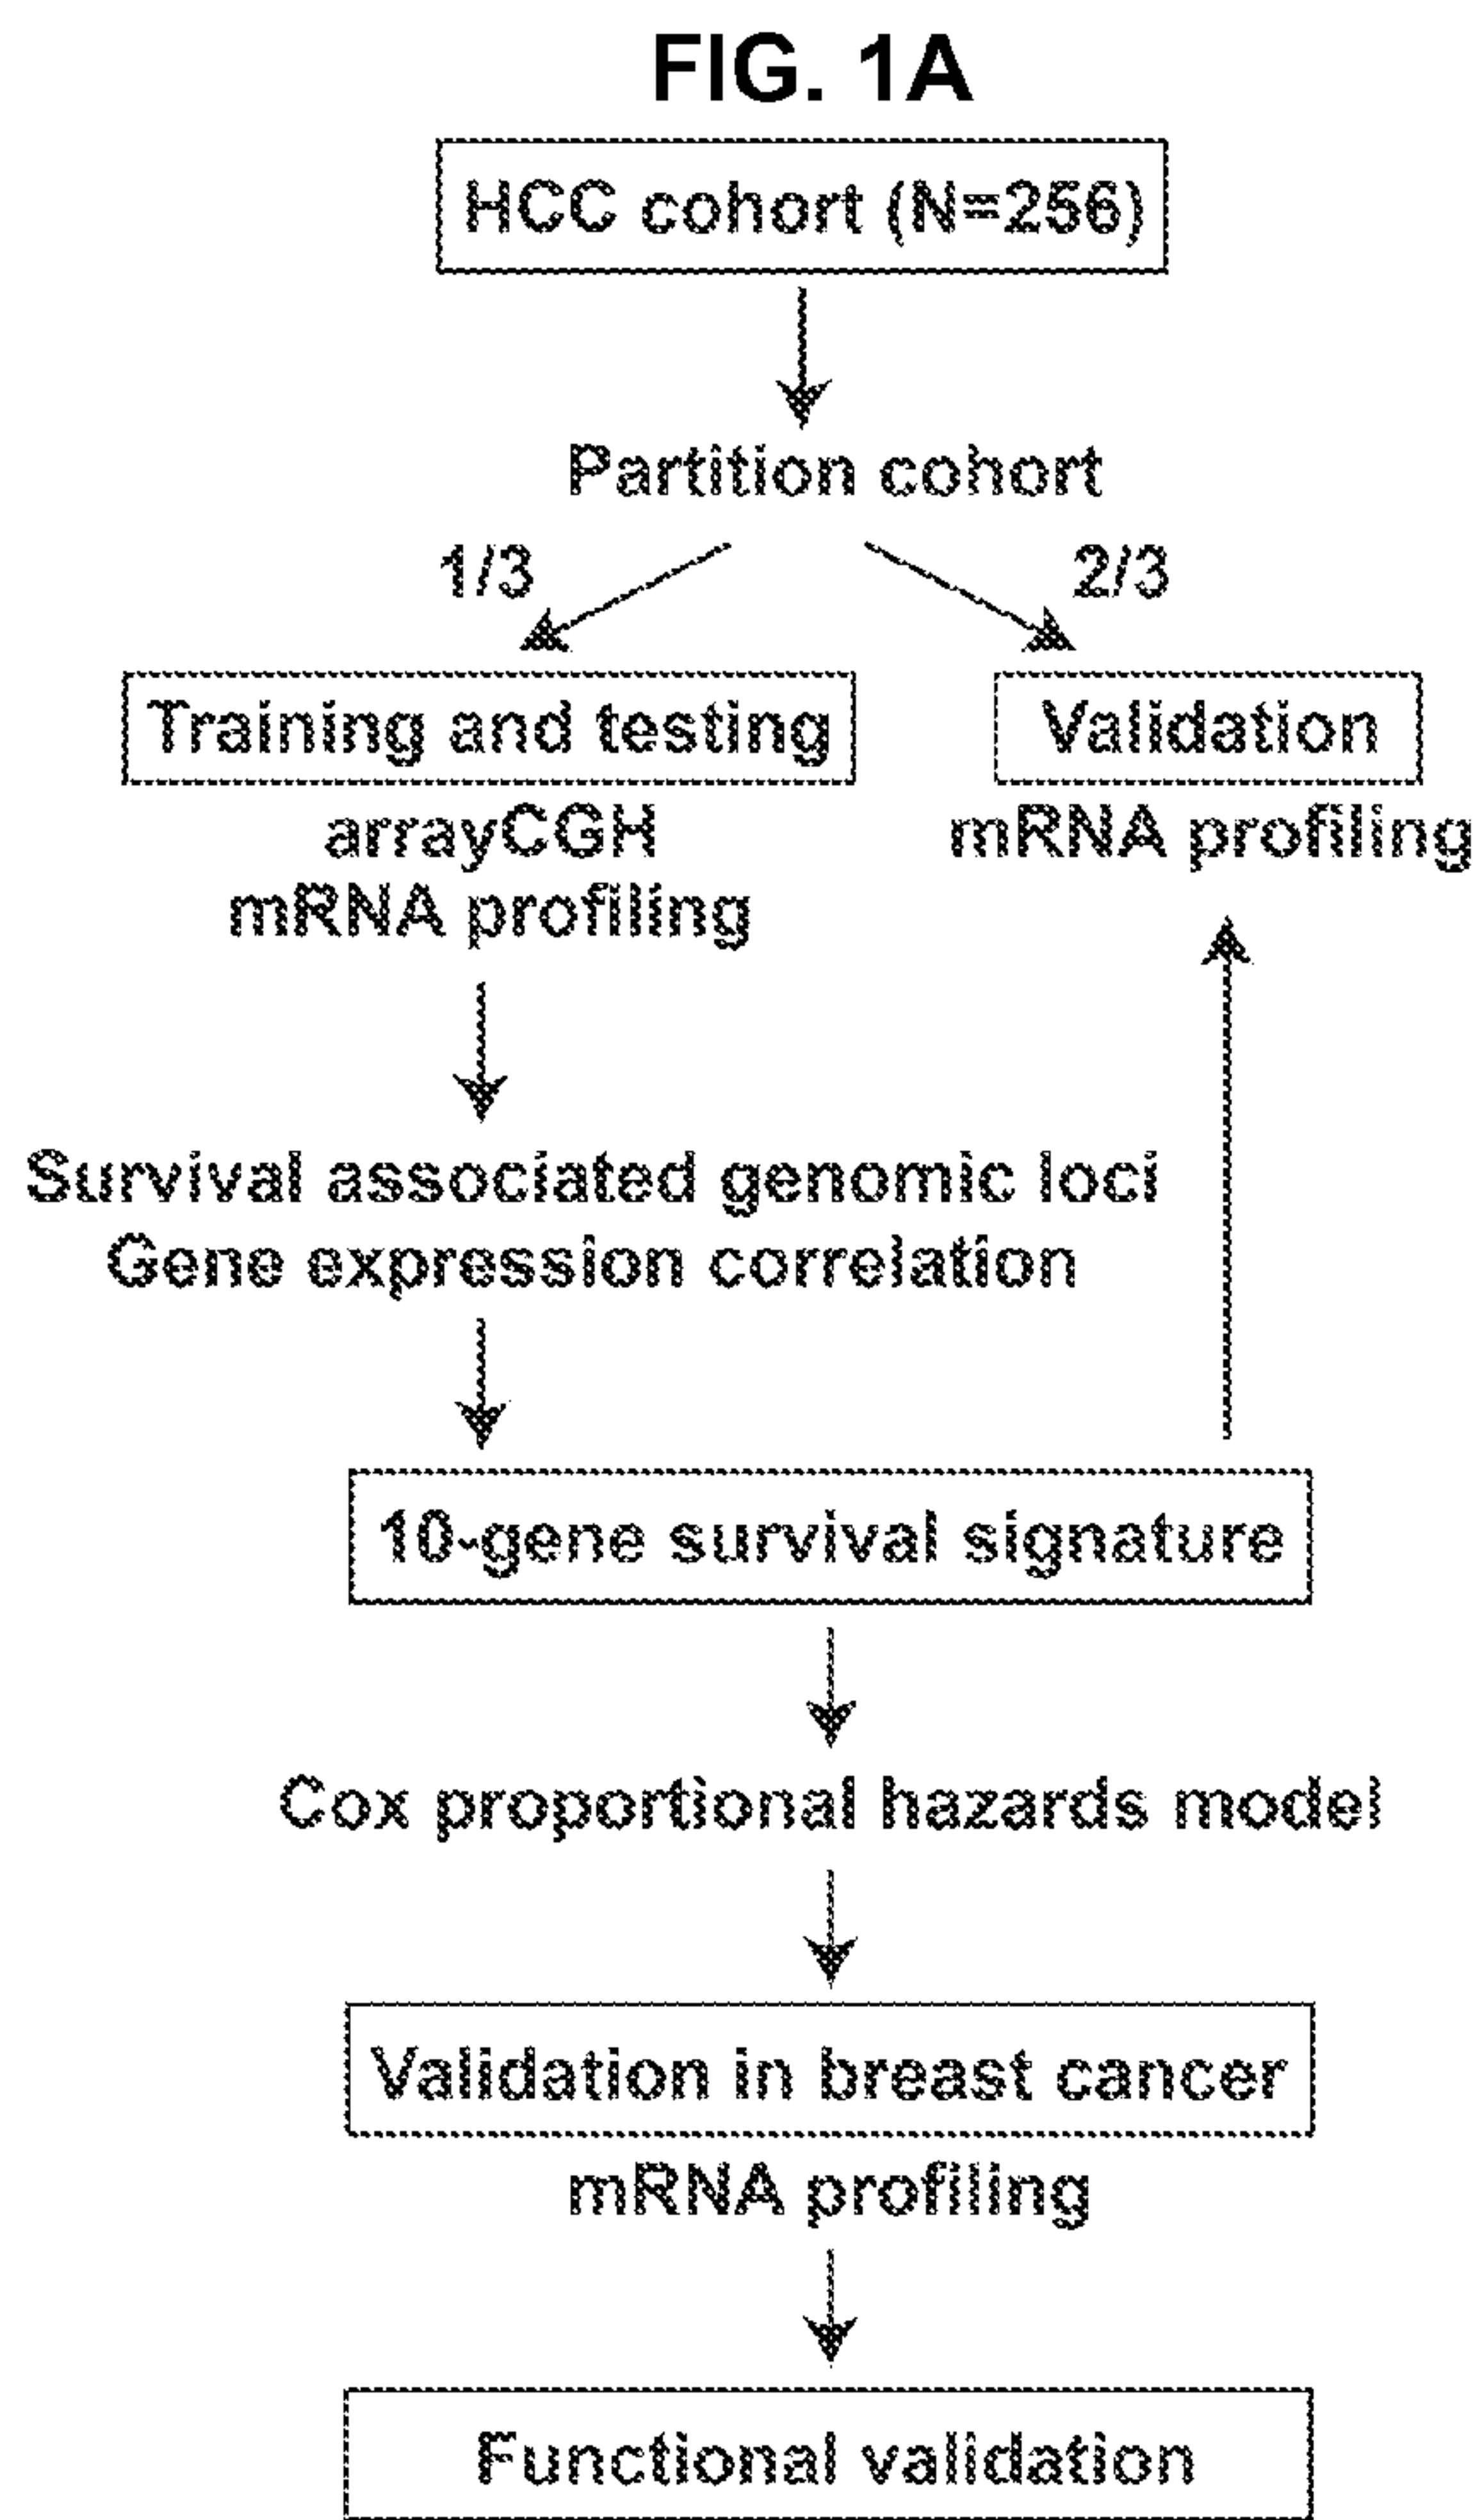 FIG. 1A
HCC cohort (N=256)
Partition cohort
1/3
2/3
Training and testing
Validation
arrayCGH
mRNA profiling
mRNA profiling
Survival associated genomic loci
Gene expression correlation
10-gene survival signature
Cox proportional hazards model
Validation in breast cancer
mRNA profiling
Functional validation